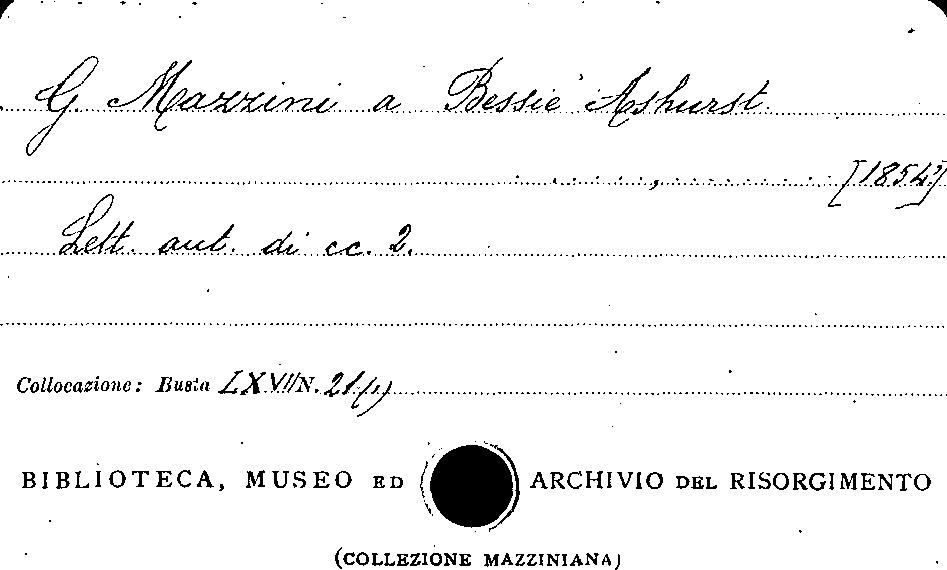 G. Mazzini a Bessie Ashurst
. . . . . , . . . . . . . . . [1854?]
Lett. aut. di cc. 2.
Collocazione: Busta LXVII N. 21(1)
BIBLIOTECA, MUSEO ED ARCHIVIO DEL RISORGIMENTO
(COLLEZIONE MAZZINIANA)